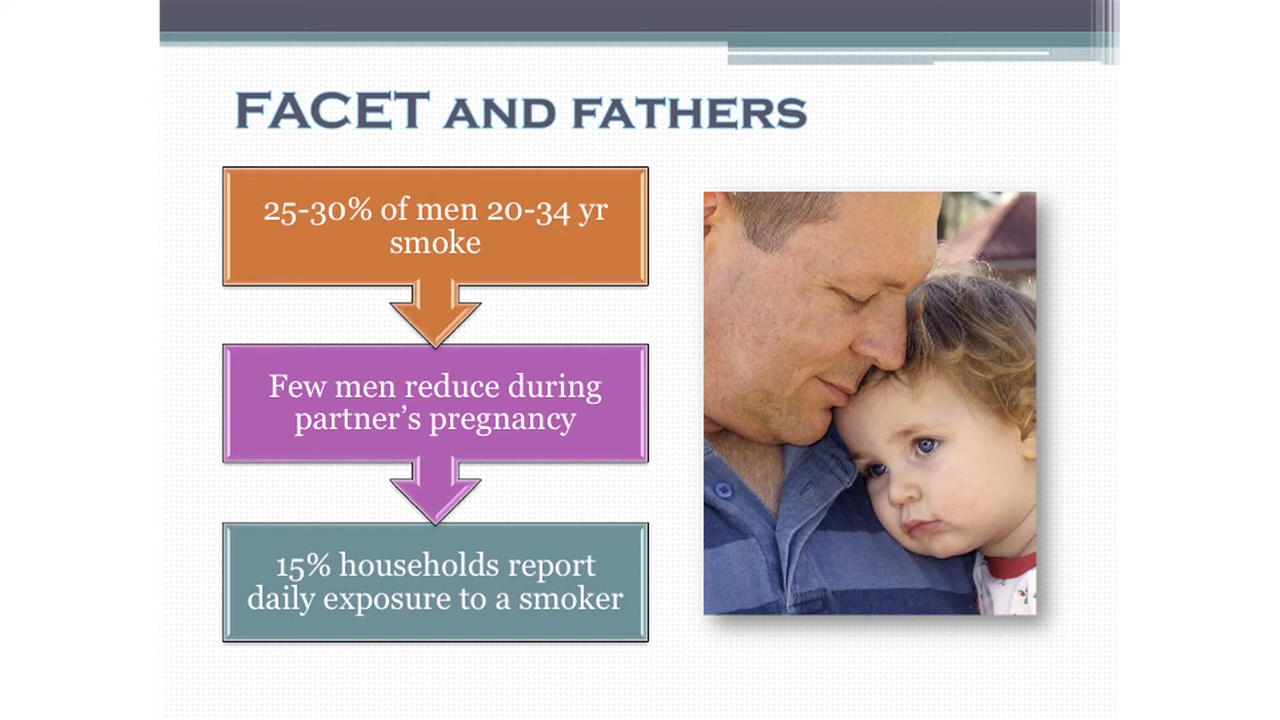 FACET AND FATHERS
25-30% of men 20-34 yr
smoke
Few men reduce during
partner's pregnancy
15% households report
daily exposure to a smoker